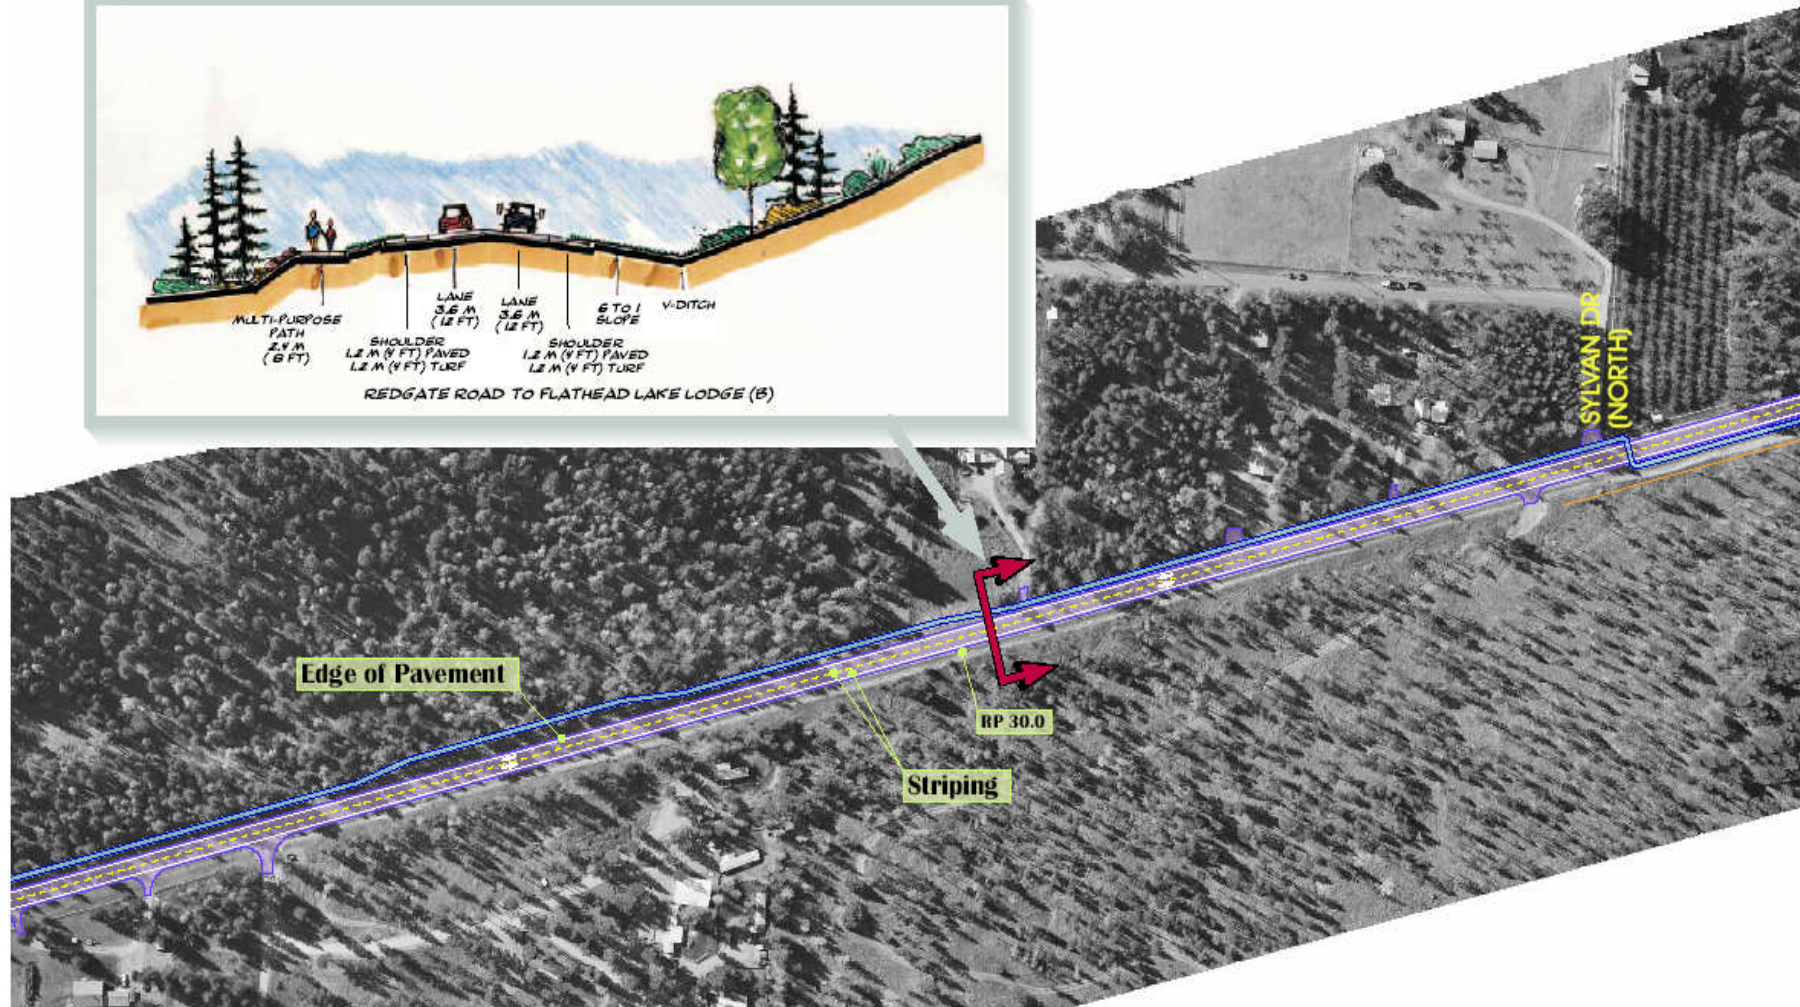 MULTI-PURPOSE
PATH
2.4 M
(8 FT)
SHOULDER
1.2 M (4 FT) PAVED
1.2 M (4 FT) TURF
LANE
3.6 M
(12 FT)
LANE
3.6 M
(12 FT)
SHOULDER
1.2 M (4 FT) PAVED
1.2 M (4 FT) TURF
6 TO 1
SLOPE
V-DITCH
REDGATE ROAD TO FLATHEAD LAKE LODGE (B)
SYLVAN DR
(NORTH)
Edge of Pavement
RP 30.0
Striping